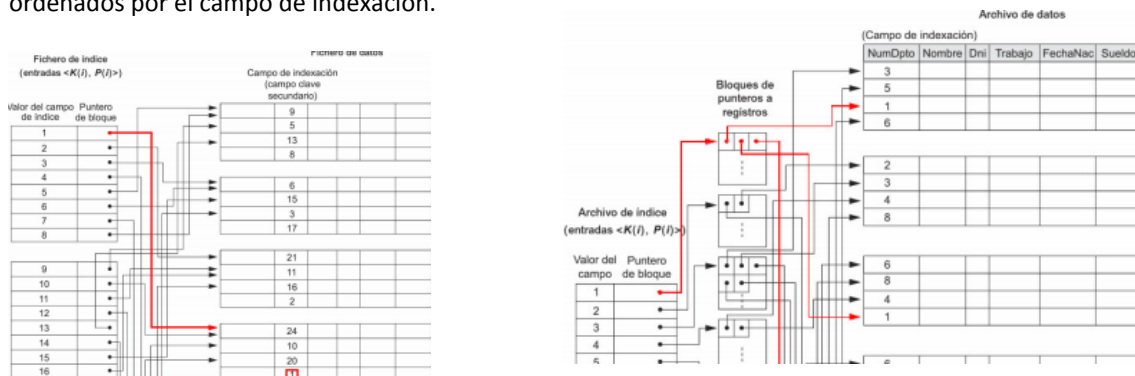 ordenados por el campo de indexación.
Fichero de índice
(entradas <K(i), P(i)>)
Valor del campo de índice
Puntero de bloque
1
2
3
4
5
6
7
8
9
10
11
12
13
14
15
16
Fichero de datos
Campo de indexación
(campo clave
secundario)
9
5
13
8
6
15
3
17
21
11
16
2
24
10
20
1
Archivo de datos
(Campo de indexación)
NumDpto Nombre Dni Trabajo FechaNac Sueldo
3
5
1
6
2
3
4
8
6
8
4
1
Bloques de
punteros a
registros
Archivo de índice
(entradas <K(i), P(i)>)
Valor del campo
Puntero de bloque
1
2
3
4
5